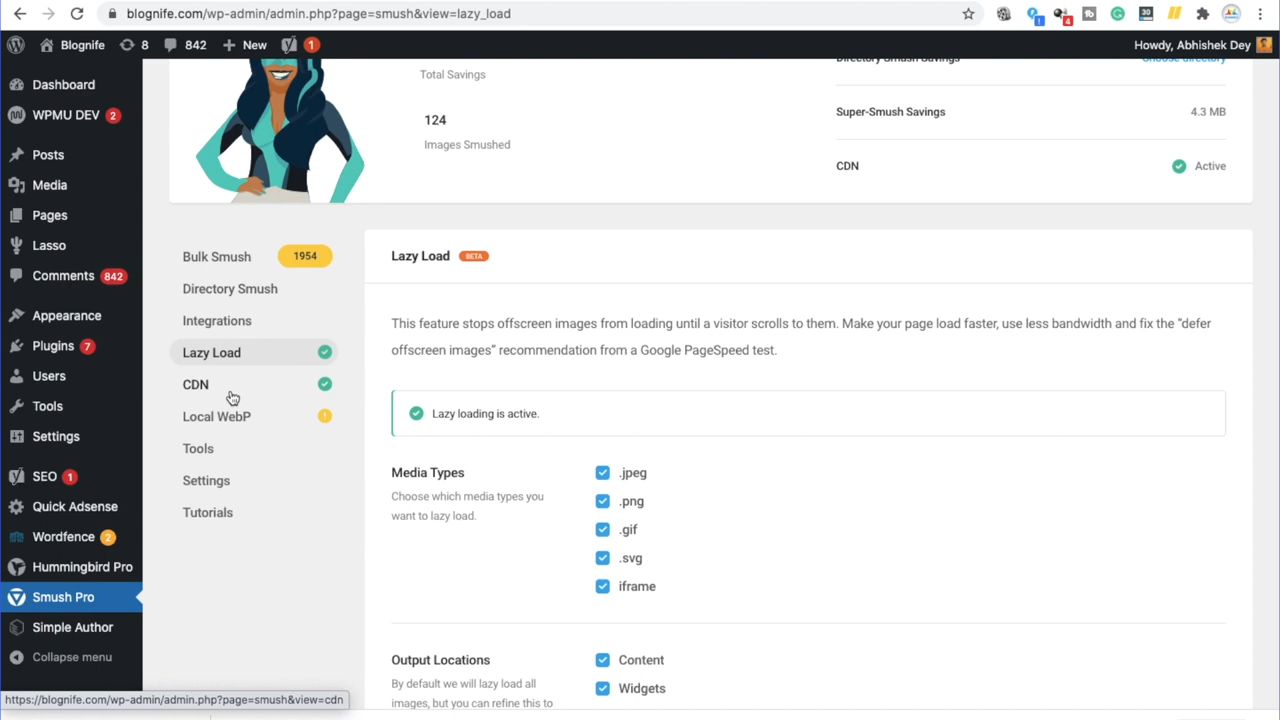 blognife.com/wp-admin/admin.php?page=smush&view=lazy_load
Blognife 8 842 New 1 Howdy, Abhishek Dey
Dashboard
WPMU DEV 2
Posts
Media
Pages
Lasso
Comments 842
Appearance
Plugins 7
Users
Tools
Settings
SEO 1
Quick Adsense
Wordfence 2
Hummingbird Pro
Smush Pro
Simple Author
Collapse menu
Total Savings
124
Images Smushed
Directory Smush Savings Choose directory
Super-Smush Savings 4.3 MB
CDN Active
Bulk Smush 1954
Directory Smush
Integrations
Lazy Load
CDN
Local WebP
Tools
Settings
Tutorials
Lazy Load BETA
This feature stops offscreen images from loading until a visitor scrolls to them. Make your page load faster, use less bandwidth and fix the “defer
offscreen images” recommendation from a Google PageSpeed test.
Lazy loading is active.
Media Types
Choose which media types you
want to lazy load.
.jpeg
.png
.gif
.svg
iframe
Output Locations
By default we will lazy load all
images, but you can refine this to
Content
Widgets
https://blognife.com/wp-admin/admin.php?page=smush&view=cdn